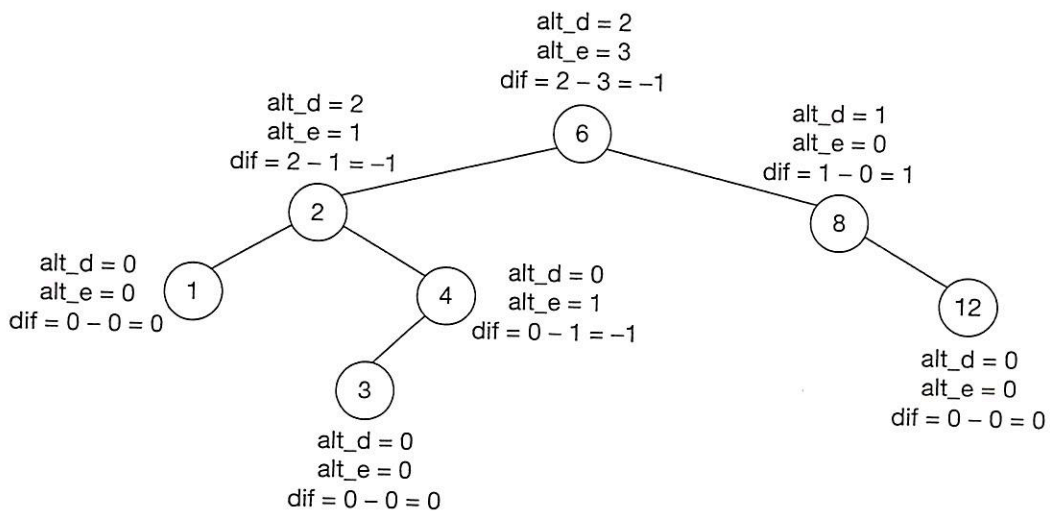 alt_d = 2
alt_e = 3
dif = 2 – 3 = –1
6
alt_d = 2
alt_e = 1
dif = 2 – 1 = –1
2
alt_d = 1
alt_e = 0
dif = 1 – 0 = 1
8
alt_d = 0
alt_e = 0
dif = 0 – 0 = 0
1
4
alt_d = 0
alt_e = 1
dif = 0 – 1 = –1
12
alt_d = 0
alt_e = 0
dif = 0 – 0 = 0
3
alt_d = 0
alt_e = 0
dif = 0 – 0 = 0